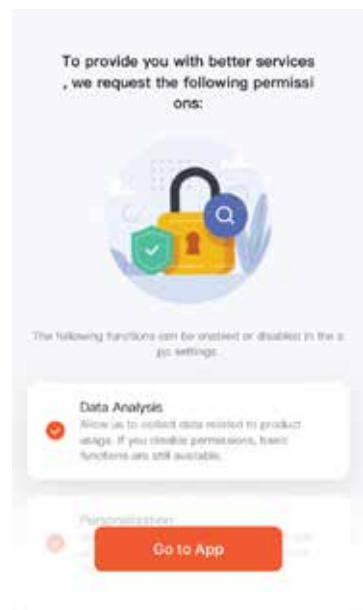 To provide you with better services
, we request the following permissi
ons:
The following functions can be enabled or disabled in the a
pp settings.
Data Analysis
Allow us to collect data related to product
usage. If you disable permissions, basic
functions are still available.
Personalization
Go to App